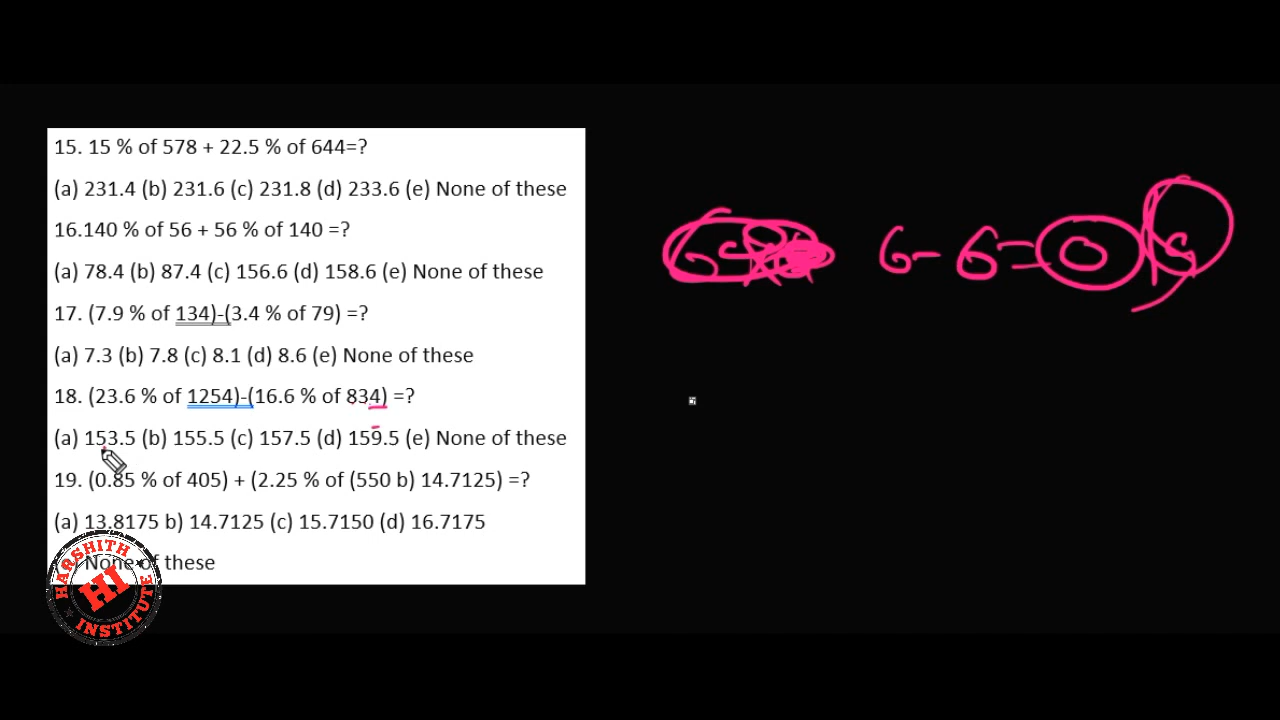 15. 15 % of 578 + 22.5 % of 644=?
(a) 231.4 (b) 231.6 (c) 231.8 (d) 233.6 (e) None of these
16.140 % of 56 + 56 % of 140 =?
(a) 78.4 (b) 87.4 (c) 156.6 (d) 158.6 (e) None of these
17. (7.9 % of 134)-(3.4 % of 79) =?
(a) 7.3 (b) 7.8 (c) 8.1 (d) 8.6 (e) None of these
18. (23.6 % of 1254)-(16.6 % of 834) =?
(a) 153.5 (b) 155.5 (c) 157.5 (d) 159.5 (e) None of these
19. (0.85 % of 405) + (2.25 % of (550 b) 14.7125) =?
(a) 13.8175 b) 14.7125 (c) 15.7150 (d) 16.7175
None of these
HARSHITH
HI
INSTITUTE
6-6=0